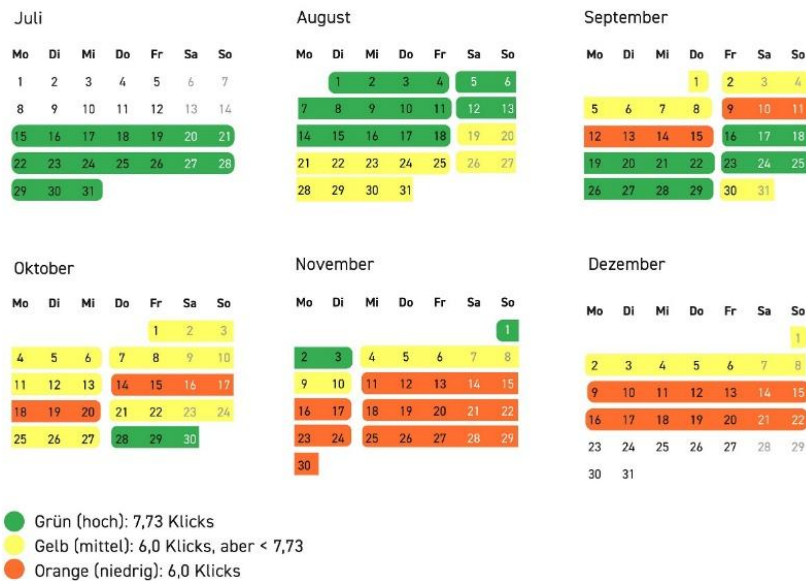 Juli
Mo Di Mi Do Fr Sa So
1 2 3 4 5 6 7
8 9 10 11 12 13 14
15 16 17 18 19 20 21
22 23 24 25 26 27 28
29 30 31
August
Mo Di Mi Do Fr Sa So
1 2 3 4 5 6
7 8 9 10 11 12 13
14 15 16 17 18 19 20
21 22 23 24 25 26 27
28 29 30 31
September
Mo Di Mi Do Fr Sa So
1 2 3 4
5 6 7 8 9 10 11
12 13 14 15 16 17 18
19 20 21 22 23 24 25
26 27 28 29 30 31
Oktober
Mo Di Mi Do Fr Sa So
1 2 3
4 5 6 7 8 9 10
11 12 13 14 15 16 17
18 19 20 21 22 23 24
25 26 27 28 29 30
November
Mo Di Mi Do Fr Sa So
1
2 3 4 5 6 7 8
9 10 11 12 13 14 15
16 17 18 19 20 21 22
23 24 25 26 27 28 29
30
Dezember
Mo Di Mi Do Fr Sa So
1
2 3 4 5 6 7 8
9 10 11 12 13 14 15
16 17 18 19 20 21 22
23 24 25 26 27 28 29
30 31
Grün (hoch): 7,73 Klicks
Gelb (mittel): 6,0 Klicks, aber < 7,73
Orange (niedrig): 6,0 Klicks